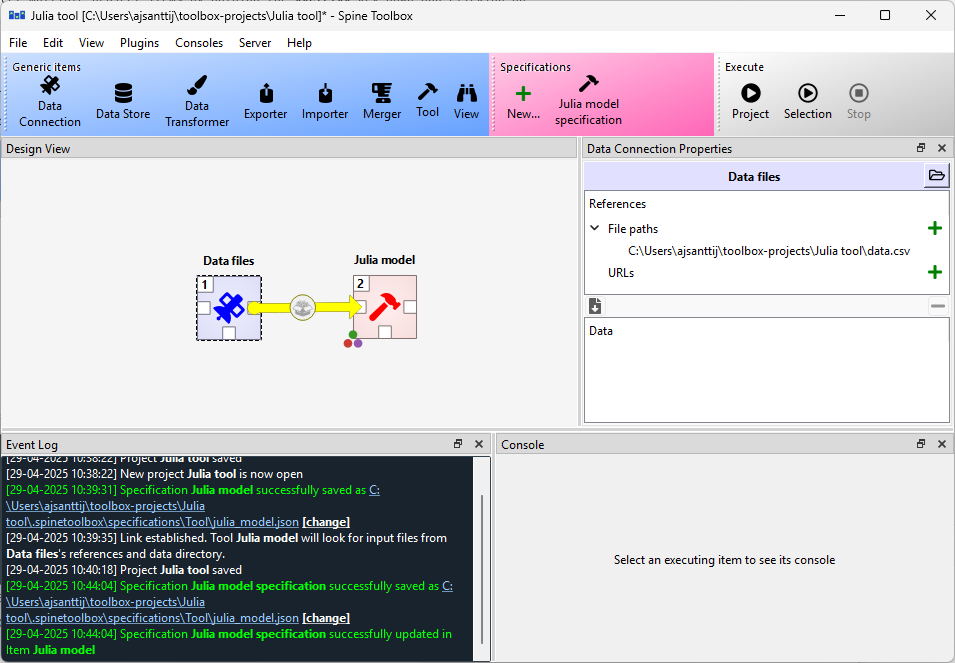 Julia tool [C:\Users\ajsanttij\toolbox-projects\Julia tool]* - Spine Toolbox
File Edit View Plugins Consoles Server Help
Generic items
Data Connection
Data Store
Data Transformer
Exporter
Importer
Merger
Tool
View
Specifications
New...
Julia model specification
Execute
Project
Selection
Stop
Design View
Data files
1
Julia model
2
Data Connection Properties
Data files
References
File paths
C:\Users\ajsanttij\toolbox-projects\Julia tool\data.csv
URLs
Data
Event Log
[29-04-2025 10:38:22] Project Julia tool saved
[29-04-2025 10:38:22] New project Julia tool is now open
[29-04-2025 10:39:31] Specification Julia model successfully saved as C:
\Users\ajsanttij\toolbox-projects\Julia
tool\.spinetoolbox\specifications\Tool\julia_model.json [change]
[29-04-2025 10:39:35] Link established. Tool Julia model will look for input files from
Data files's references and data directory.
[29-04-2025 10:40:18] Project Julia tool saved
[29-04-2025 10:44:04] Specification Julia model specification successfully saved as C:
\Users\ajsanttij\toolbox-projects\Julia
tool\.spinetoolbox\specifications\Tool\julia_model.json [change]
[29-04-2025 10:44:04] Specification Julia model specification successfully updated in
Item Julia model
Console
Select an executing item to see its console